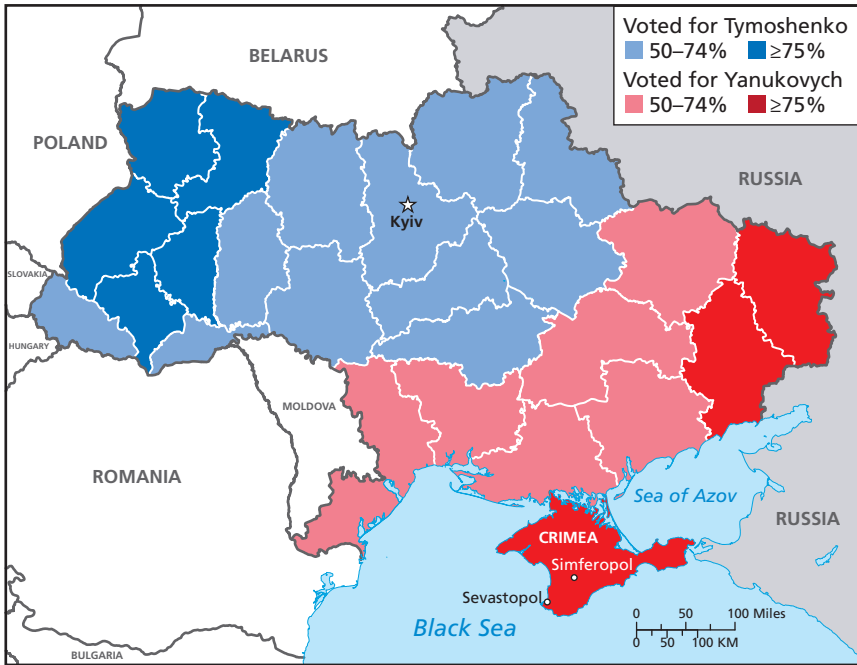 Voted for Tymoshenko
50–74% ≥75%
Voted for Yanukovych
50–74% ≥75%
BELARUS
POLAND
RUSSIA
Kyiv
SLOVAKIA
HUNGARY
MOLDOVA
ROMANIA
Sea of Azov
RUSSIA
CRIMEA
Simferopol
Sevastopol
0 50 100 Miles
0 50 100 KM
Black Sea
BULGARIA